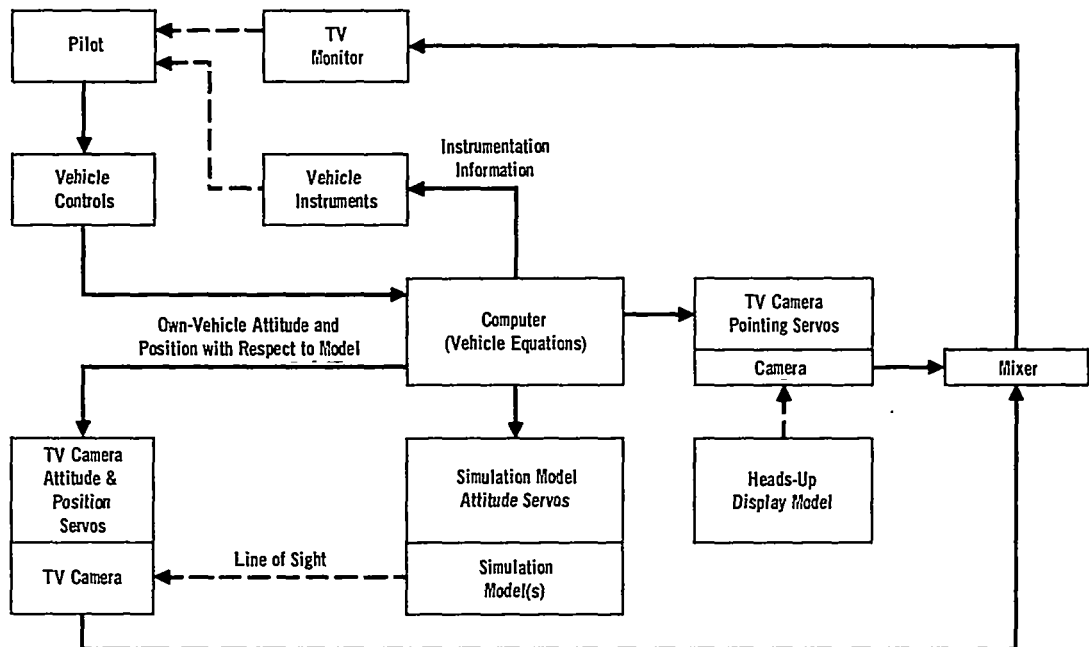 Pilot
TV
Monitor
Vehicle
Controls
Vehicle
Instruments
Instrumentation
Information
Own-Vehicle Attitude and
Position with Respect to Model
Computer
(Vehicle Equations)
TV Camera
Pointing Servos
Camera
Mixer
TV Camera
Attitude &
Position
Servos
TV Camera
Line of Sight
Simulation Model
Attitude Servos
Simulation
Model(s)
Heads-Up
Display Model